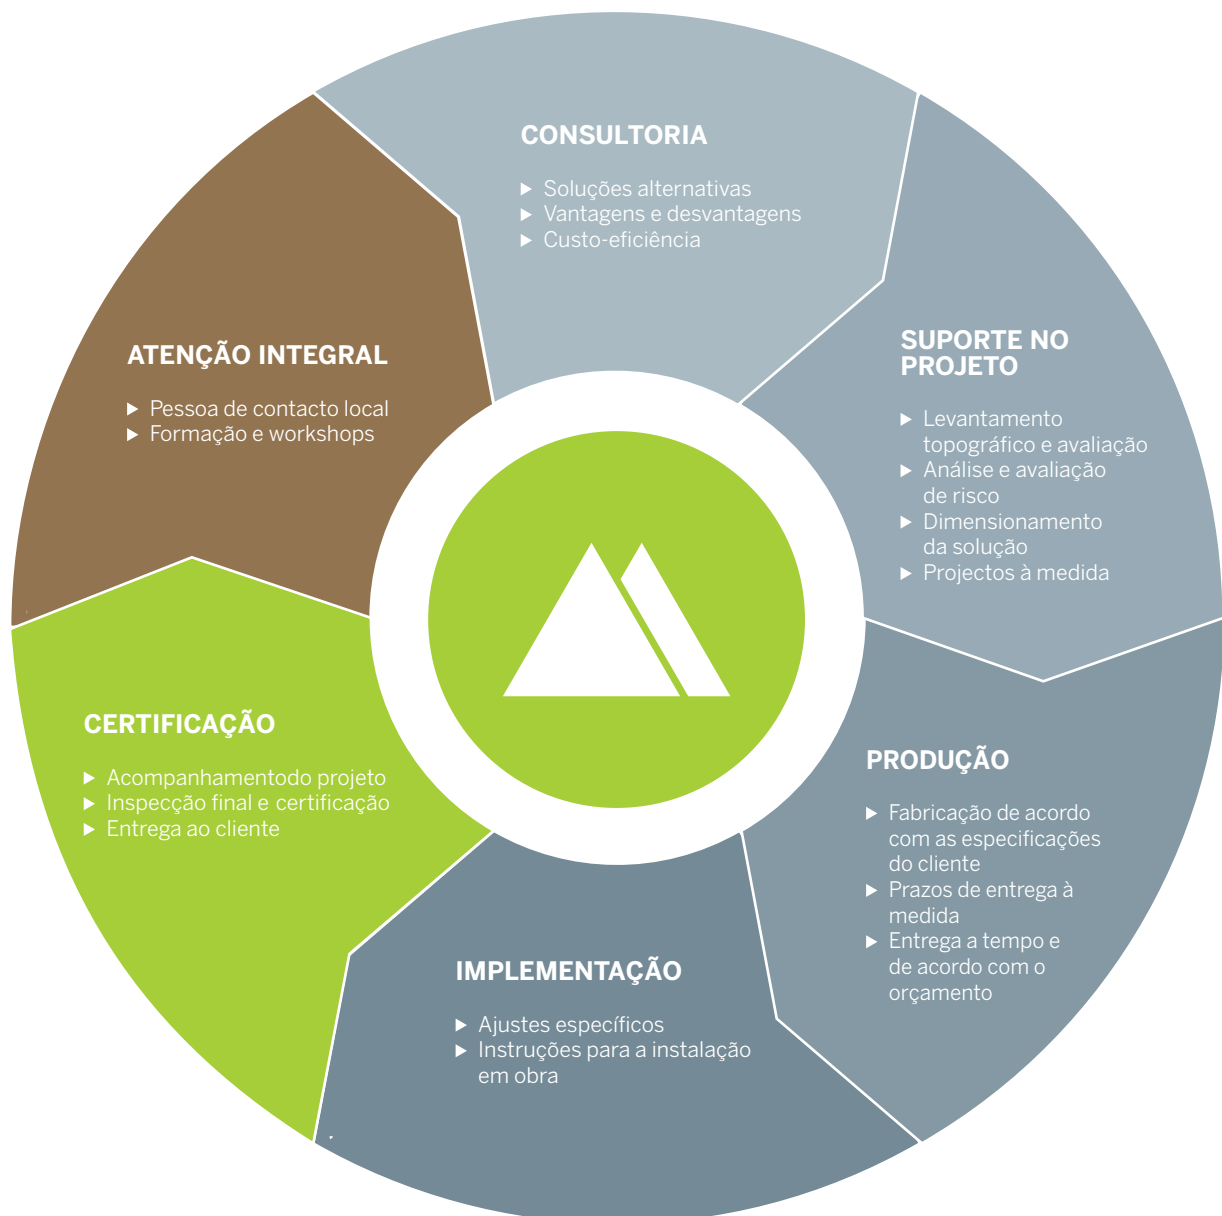 CONSULTORIA
▶ Soluções alternativas
▶ Vantagens e desvantagens
▶ Custo-eficiência
SUPORTE NO
PROJETO
▶ Levantamento
topográfico e avaliação
▶ Análise e avaliação
de risco
▶ Dimensionamento
da solução
▶ Projectos à medida
PRODUÇÃO
▶ Fabricação de acordo
com as especificações
do cliente
▶ Prazos de entrega à
medida
▶ Entrega a tempo e
de acordo com o
orçamento
IMPLEMENTAÇÃO
▶ Ajustes específicos
▶ Instruções para a instalação
em obra
CERTIFICAÇÃO
▶ Acompanhamentodo projeto
▶ Inspecção final e certificação
▶ Entrega ao cliente
ATENÇÃO INTEGRAL
▶ Pessoa de contacto local
▶ Formação e workshops